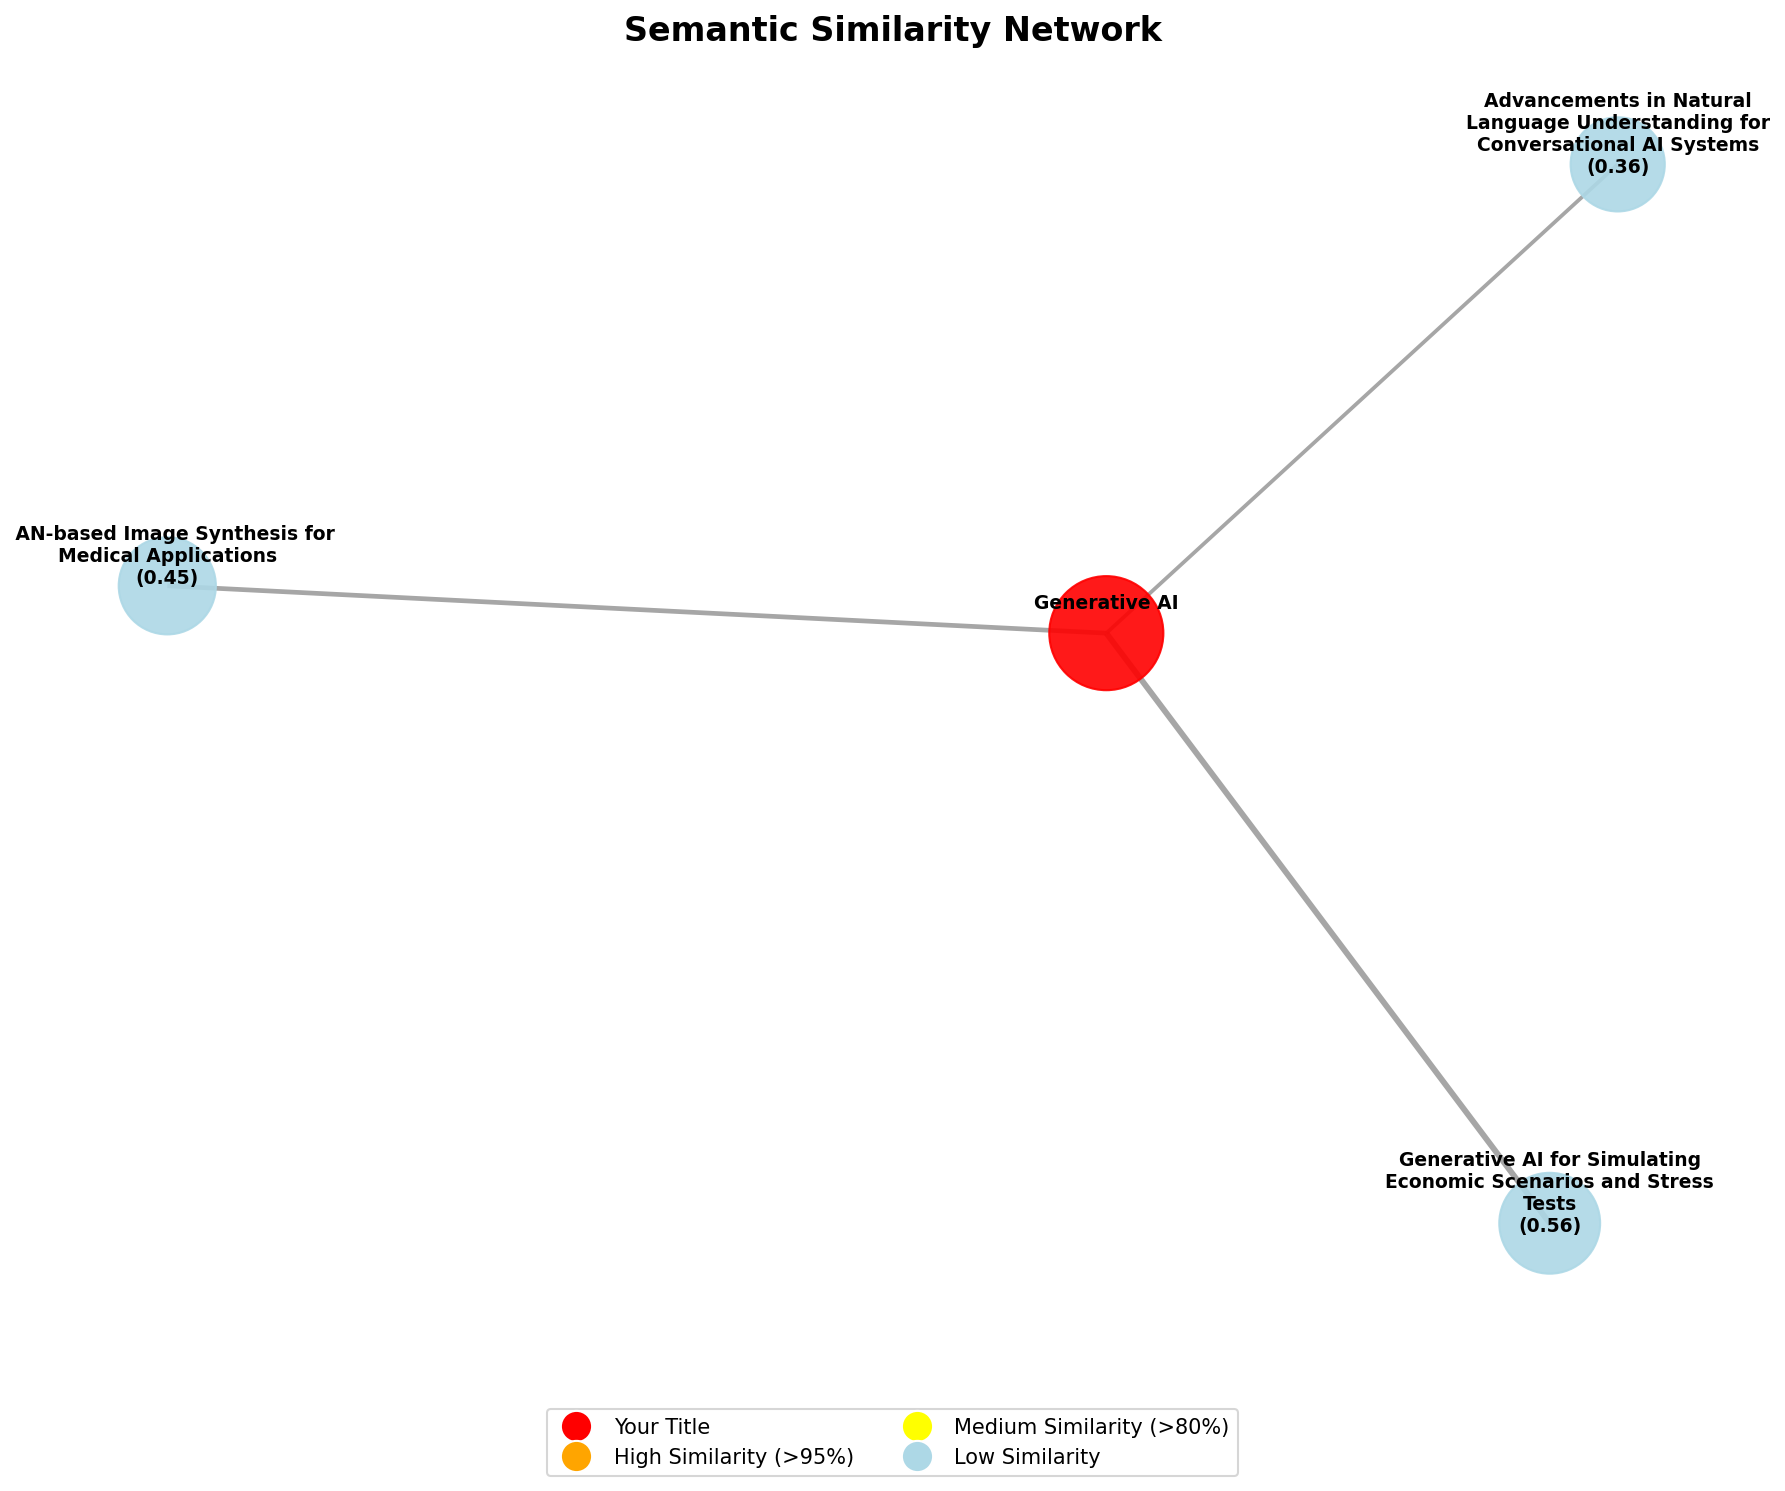 Semantic Similarity Network
Advancements in Natural
Language Understanding for
Conversational AI Systems
(0.36)
AN-based Image Synthesis for
Medical Applications
(0.45)
Generative AI
Generative AI for Simulating
Economic Scenarios and Stress
Tests
(0.56)
Your Title
High Similarity (>95%)
Medium Similarity (>80%)
Low Similarity